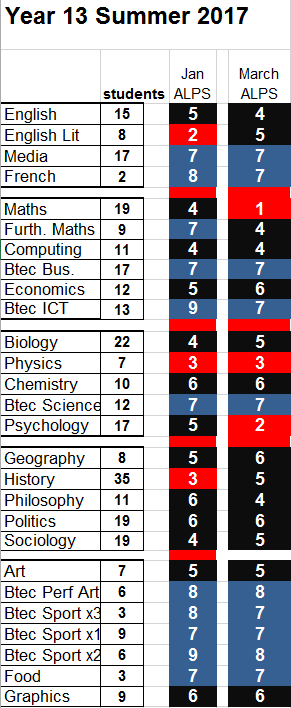 Year 13 Summer 2017
Jan March
students ALPS ALPS
English 15 5 4
English Lit 8 2 5
Media 17 7 7
French 2 8 7
Maths 19 4 1
Furth. Maths 9 7 4
Computing 11 4 4
Btec Bus. 17 7 7
Economics 12 5 6
Btec ICT 13 9 7
Biology 22 4 5
Physics 7 3 3
Chemistry 10 6 6
Btec Science 12 7 7
Psychology 17 5 2
Geography 8 5 6
History 35 3 5
Philosophy 11 6 4
Politics 19 6 6
Sociology 19 4 5
Art 7 5 5
Btec Perf Art 6 8 8
Btec Sport x3 3 8 7
Btec Sport x1 9 7 7
Btec Sport x2 6 9 8
Food 3 7 7
Graphics 9 6 6